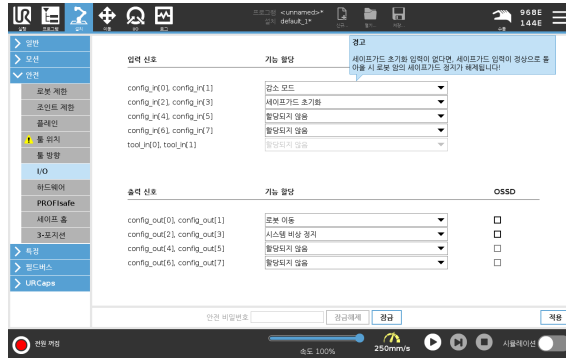 프로그램 <unnamed>*
설치 default_1*
968E
144E
설정
프로그램
설치
이동
I/O
로그
신규...
열기...
저장...
수동
일반
모션
안전
로봇 제한
조인트 제한
플레인
툴 위치
툴 방향
I/O
하드웨어
PROFIsafe
세이프 홈
3-포지션
특징
필드버스
URCaps
경고
세이프가드 초기화 입력이 없다면, 세이프가드 입력이 정상으로 돌
아올 시 로봇 암의 세이프가드 정지가 해제됩니다!
입력 신호 기능 할당
config_in[0], config_in[1] 감소 모드
config_in[2], config_in[3] 세이프가드 초기화
config_in[4], config_in[5] 할당되지 않음
config_in[6], config_in[7] 할당되지 않음
tool_in[0], tool_in[1] 할당되지 않음
출력 신호 기능 할당 OSSD
config_out[0], config_out[1] 로봇 이동
config_out[2], config_out[3] 시스템 비상 정지
config_out[4], config_out[5] 할당되지 않음
config_out[6], config_out[7] 할당되지 않음
안전 비밀번호 잠금해제 잠금 적용
전원 꺼짐
속도 100%
250mm/s
시뮬레이션